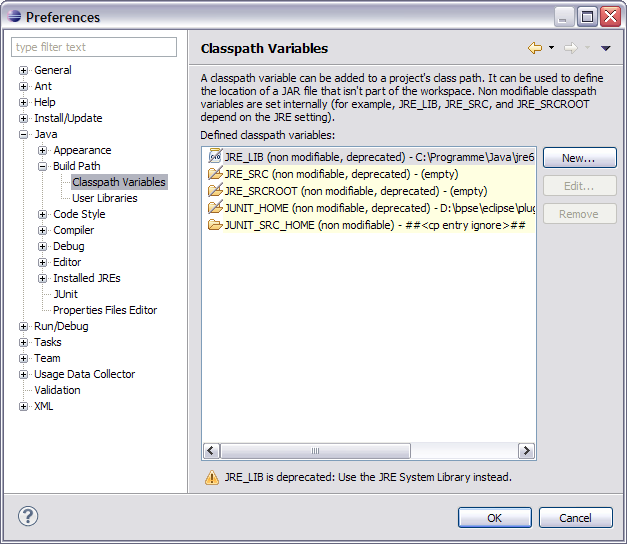 Preferences
type filter text
General
Ant
Help
Install/Update
Java
Appearance
Build Path
Classpath Variables
User Libraries
Code Style
Compiler
Debug
Editor
Installed JREs
JUnit
Properties Files Editor
Run/Debug
Tasks
Team
Usage Data Collector
Validation
XML
Classpath Variables
A classpath variable can be added to a project's class path. It can be used to define
the location of a JAR file that isn't part of the workspace. Non modifiable classpath
variables are set internally (for example, JRE_LIB, JRE_SRC, and JRE_SRCROOT
depend on the JRE setting).
Defined classpath variables:
JRE_LIB (non modifiable, deprecated) - C:\Programme\Java\jre6
JRE_SRC (non modifiable, deprecated) - (empty)
JRE_SRCROOT (non modifiable, deprecated) - (empty)
JUNIT_HOME (non modifiable, deprecated) - D:\bpse\eclipse\plug
JUNIT_SRC_HOME (non modifiable) - ##<cp entry ignore>##
New...
Edit...
Remove
JRE_LIB is deprecated: Use the JRE System Library instead.
OK
Cancel